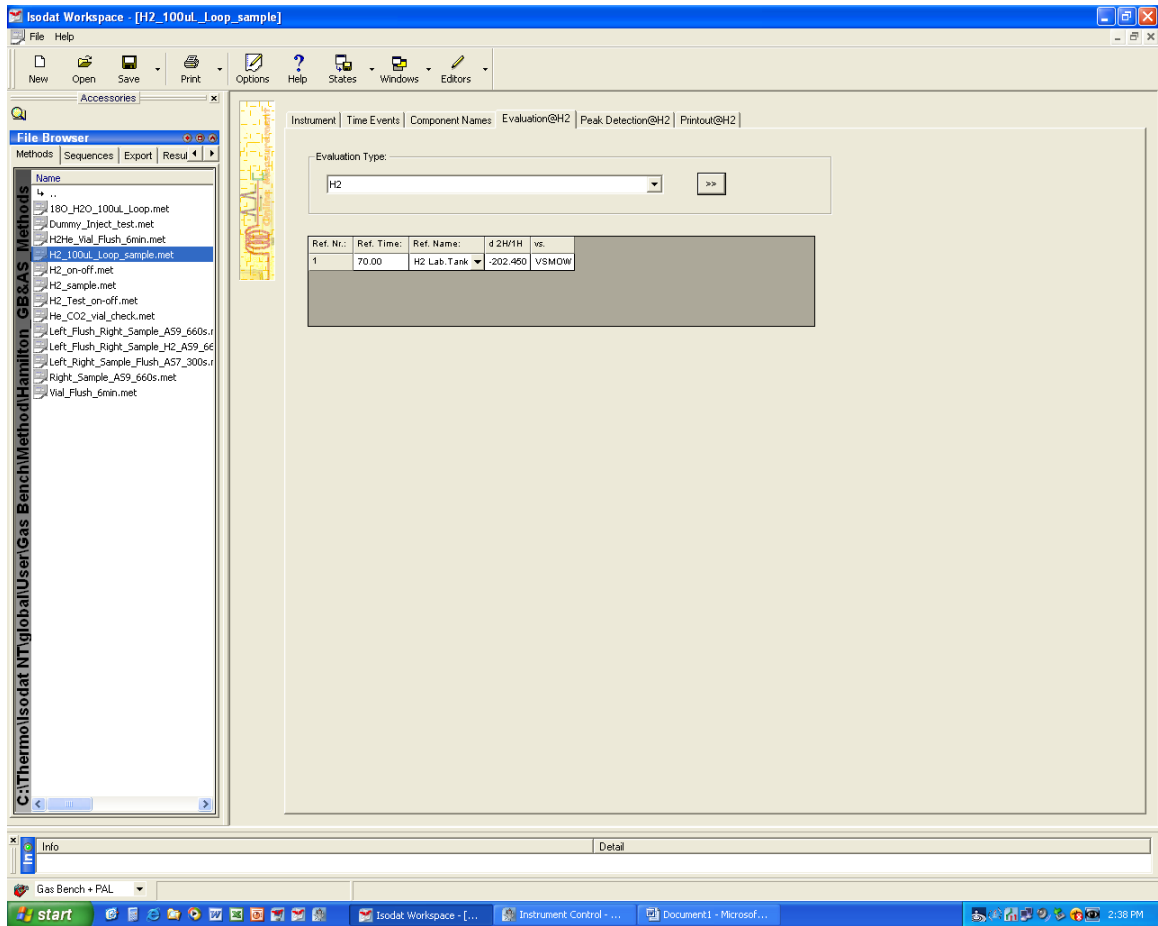 Isodat Workspace - [H2_100uL_Loop_sample]
File Help
New Open Save Print Options Help States Windows Editors
Accessories
File Browser
Methods Sequences Export Resul
Name
..
18O_H2O_100uL_Loop.met
Dummy_Inject_test.met
H2He_Vial_Flush_6min.met
H2_100uL_Loop_sample.met
H2_on-off.met
H2_sample.met
H2_Test_on-off.met
He_CO2_vial_check.met
Left_Flush_Right_Sample_AS9_660s.r
Left_Flush_Right_Sample_H2_AS9_66
Left_Right_Sample_Flush_AS7_300s.r
Right_Sample_AS9_660s.met
Vial_Flush_6min.met
C:\Thermo\Isodat NT\global\User\Gas Bench\Method\Hamilton GB&AS Methods
Online Measurement
Instrument Time Events Component Names Evaluation@H2 Peak Detection@H2 Printout@H2
Evaluation Type:
H2 >>
Ref. Nr.: Ref. Time: Ref. Name: d 2H/1H vs.
1 70.00 H2 Lab.Tank -202.450 VSMOW
In
Info Detail
Gas Bench + PAL
start Isodat Workspace - [... Instrument Control - ... Document1 - Microsof... 2:38 PM